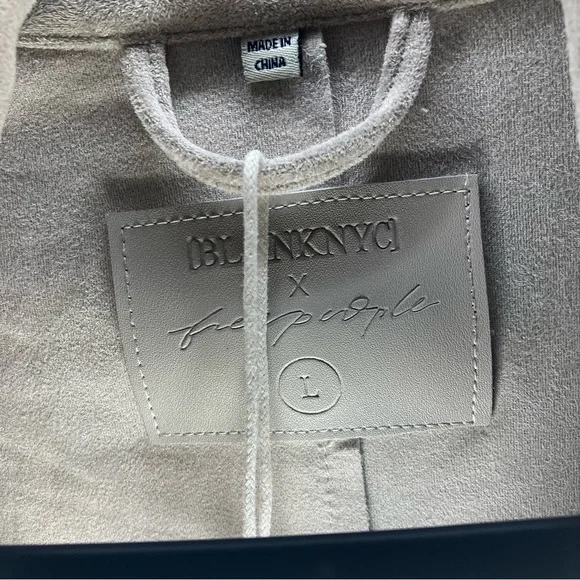 MADE IN
CHINA
[BLANKNYC]
X
free people
L